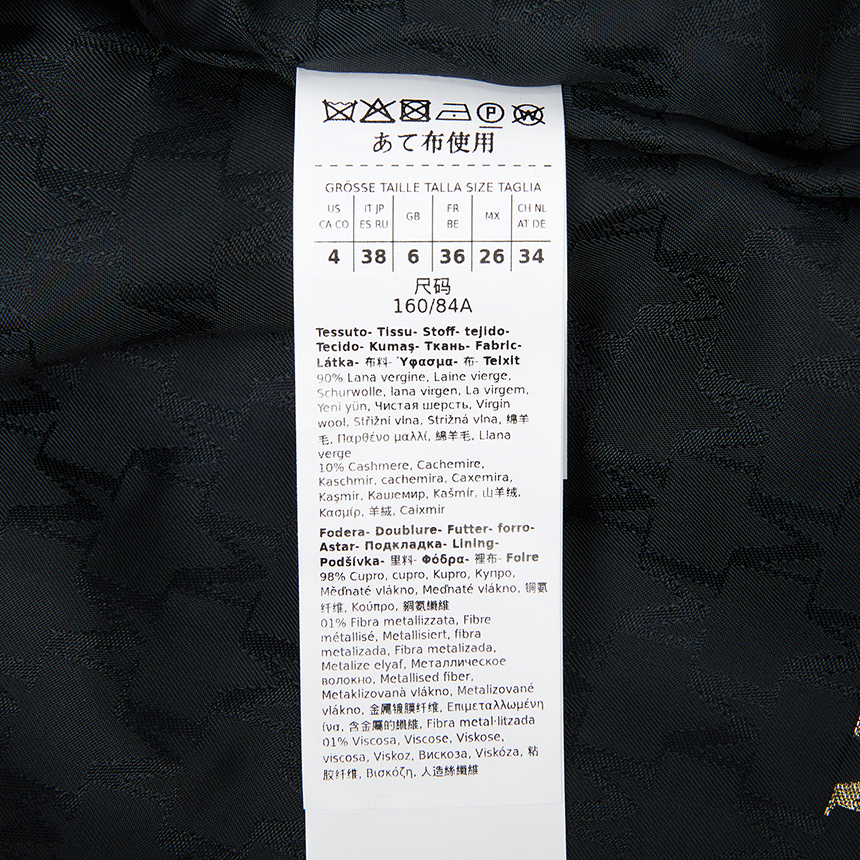 P W
あて布使用
GRÖSSE TAILLE TALLA SIZE TAGLIA
US IT JP GB FR MX CH NL
CA CO ES RU BE AT DE
4 38 6 36 26 34
尺码
160/84A
Tessuto- Tissu- Stoff- tejido-
Tecido- Kumaş- Ткань- Fabric-
Látka- 布料- Ύφασμα- 布- Teixit
90% Lana vergine, Laine vierge,
Schurwolle, lana virgen, La virgem,
Yeni yün, Чистая шерсть, Virgin
wool, Střižní vlna, Strižná vlna, 绵羊
毛, Παρθένο μαλλί, 綿羊毛, Llana
verge
10% Cashmere, Cachemire,
Kaschmir, cachemira, Caxemira,
Kaşmir, Кашемир, Kašmír, 山羊绒,
Κασμίρ, 羊絨, Caixmir
Fodera- Doublure- Futter- forro-
Astar- Подкладка- Lining-
Podšívka- 里料- Φόδρα- 裡布- Folre
98% Cupro, cupro, Kupro, Купро,
Měďnaté vlákno, Meďnaté vlákno, 铜氨
纤维, Κούπρο, 銅氨纖維
01% Fibra metallizzata, Fibre
métallisé, Metallisiert, fibra
metalizada, Fibra metalizada,
Metalize elyaf, Металлическое
волокно, Metallised fiber,
Metaklizovanà vlákno, Metalizované
vlákno, 金属镀膜纤维, Επιμεταλλωμένη
ίνα, 含金屬的纖維, Fibra metal·litzada
01% Viscosa, Viscose, Viskose,
viscosa, Viskoz, Вискоза, Viskóza, 粘
胶纤维, Βισκόζη, 人造絲纖維